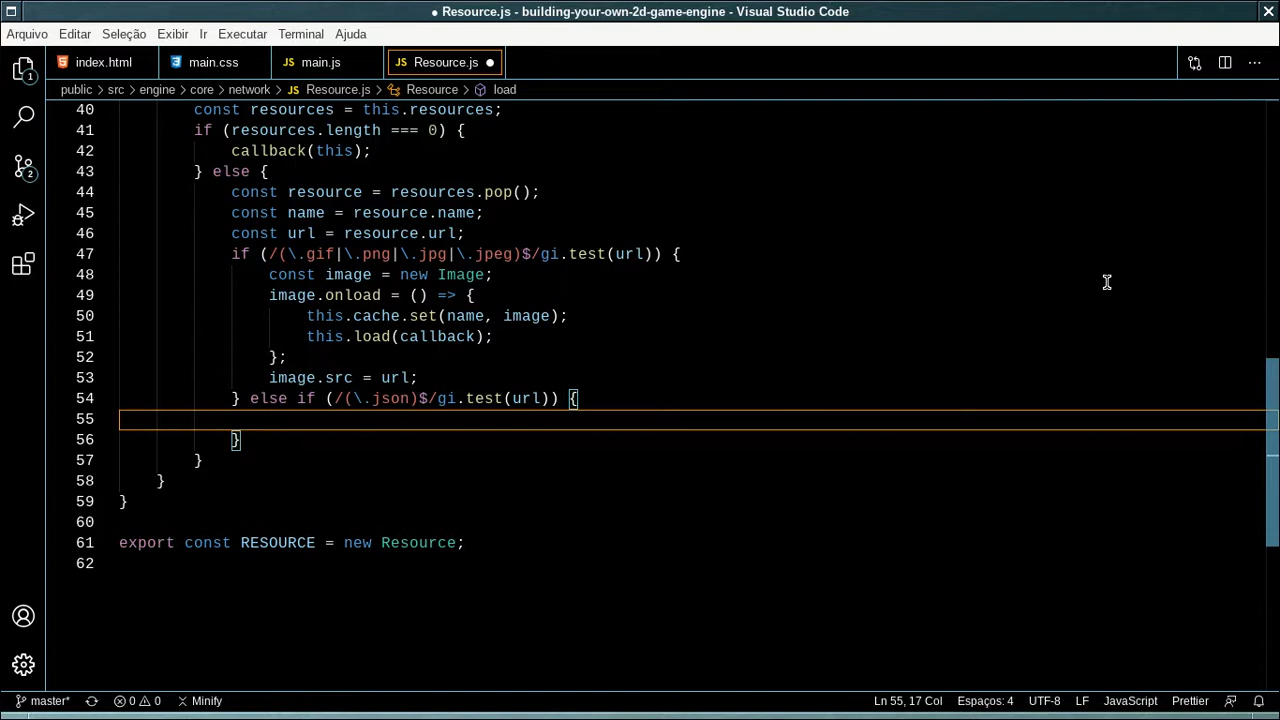 ● Resource.js - building-your-own-2d-game-engine - Visual Studio Code
Arquivo Editar Seleção Exibir Ir Executar Terminal Ajuda
index.html main.css JS main.js JS Resource.js ●
public > src > engine > core > network > JS Resource.js > Resource > load
40 const resources = this.resources;
41 if (resources.length === 0) {
42 callback(this);
43 } else {
44 const resource = resources.pop();
45 const name = resource.name;
46 const url = resource.url;
47 if (/(\.gif|\.png|\.jpg|\.jpeg)$/gi.test(url)) {
48 const image = new Image;
49 image.onload = () => {
50 this.cache.set(name, image);
51 this.load(callback);
52 };
53 image.src = url;
54 } else if (/(\.json)$/gi.test(url)) {
55
56 }
57 }
58 }
59 }
60
61 export const RESOURCE = new Resource;
62
1
2
master* 0 0 Minify Ln 55, 17 Col Espaços: 4 UTF-8 LF JavaScript Prettier